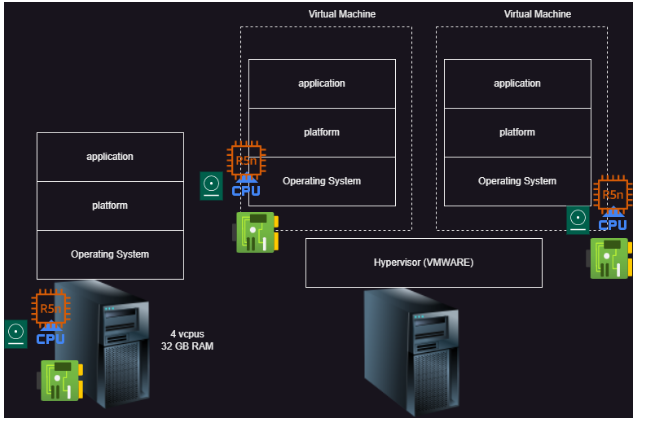 Virtual Machine
Virtual Machine
application
platform
Operating System
R5n
CPU
application
platform
Operating System
R5n
CPU
application
platform
Operating System
R5n
CPU
4 vcpus
32 GB RAM
Hypervisor (VMWARE)